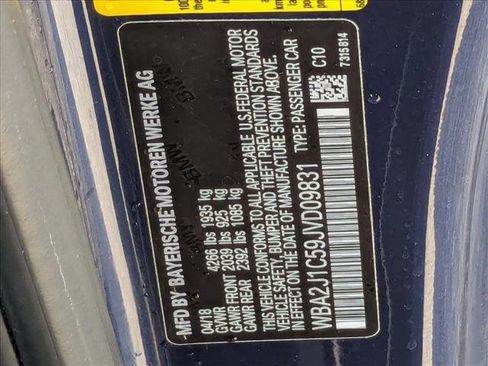 MFD BY BAYERISCHE MOTOREN WERKE AG
04/18 4266 lbs 1935 kg
GAWR FRONT 2039 lbs 925 kg
GAWR REAR 2392 lbs 1085 kg
THIS VEHICLE CONFORMS TO ALL APPLICABLE U.S. FEDERAL MOTOR
VEHICLE SAFETY, BUMPER AND THEFT PREVENTION STANDARDS
IN EFFECT ON THE DATE OF MANUFACTURE SHOWN ABOVE.
WBA2J1C59JVD09831 TYPE: PASSENGER CAR
C10
7315814